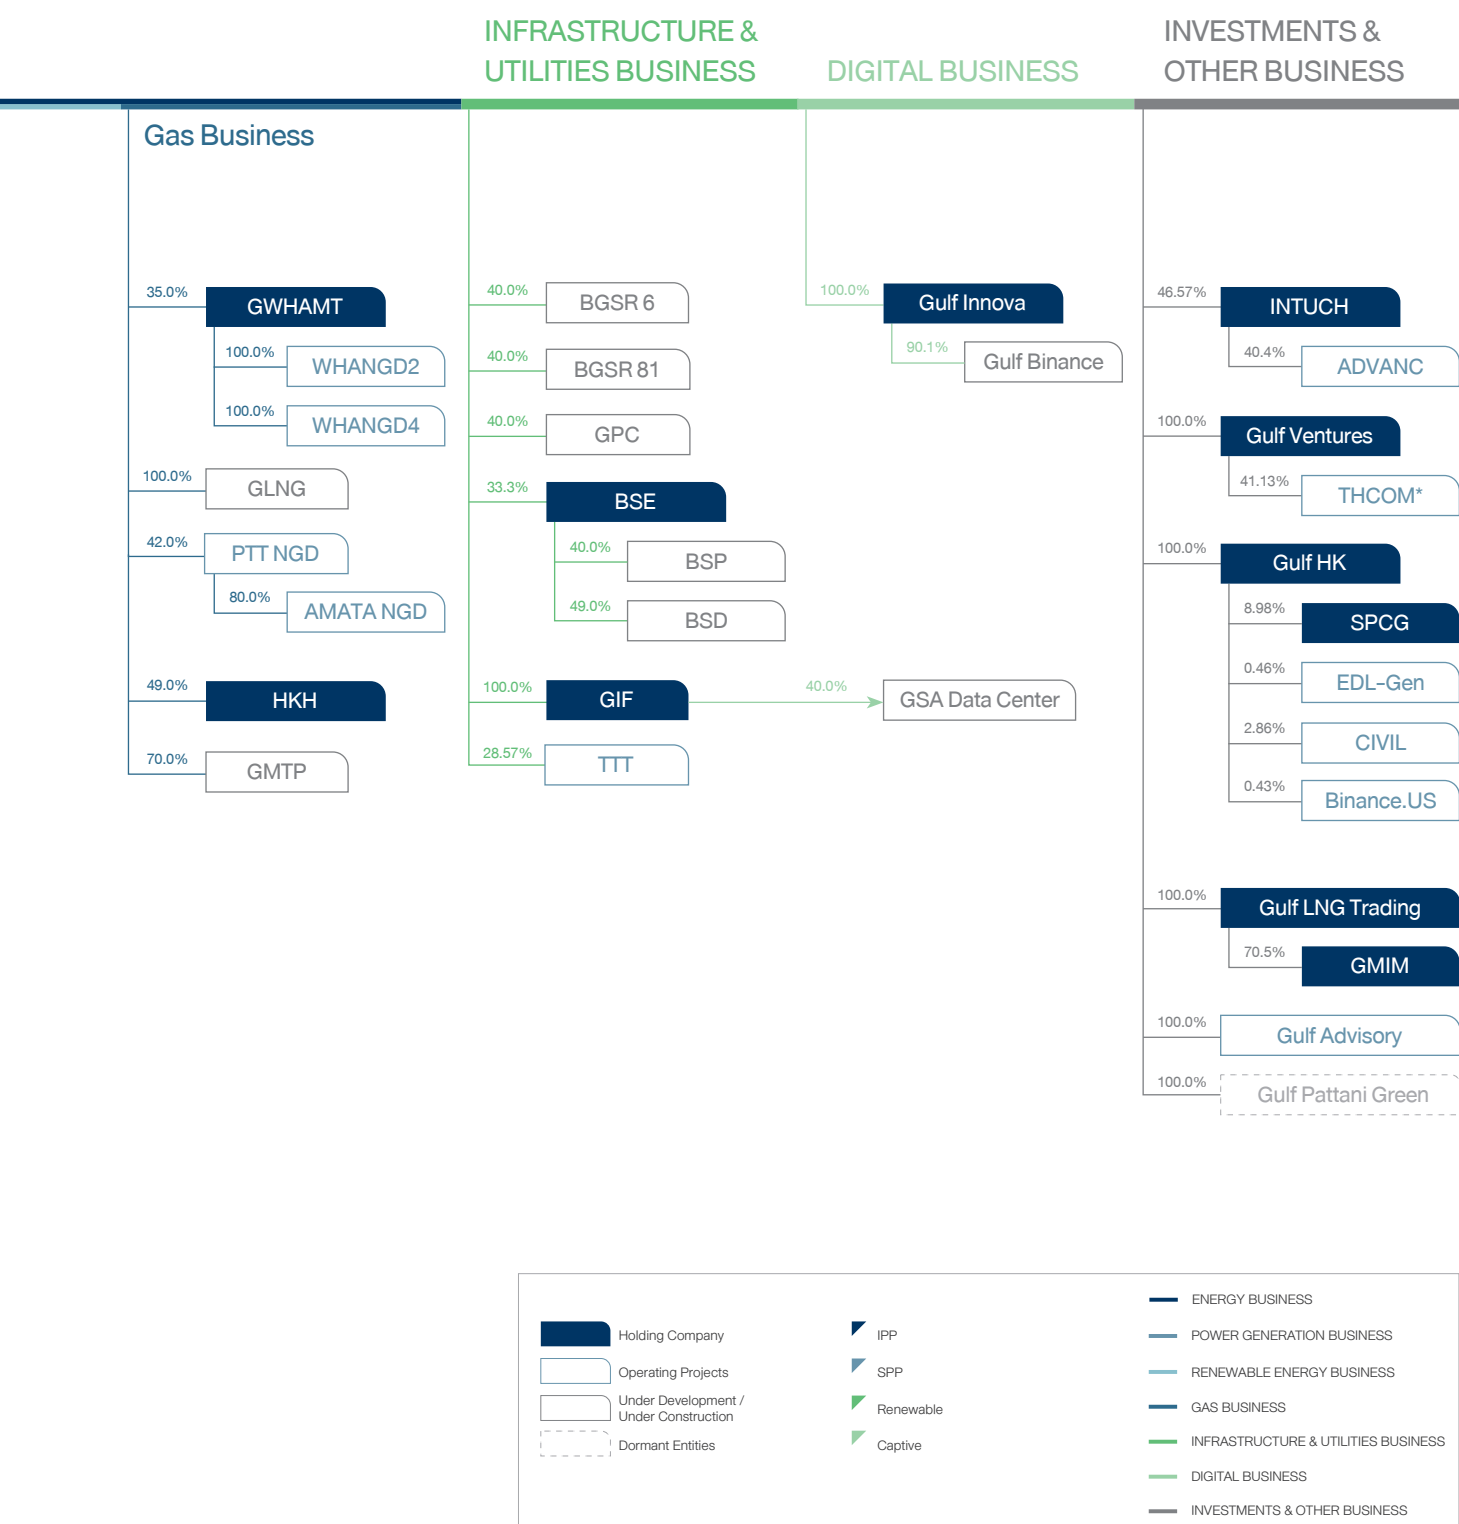 INFRASTRUCTURE &
UTILITIES BUSINESS
DIGITAL BUSINESS
INVESTMENTS &
OTHER BUSINESS
Gas Business
35.0%
GWHAMT
100.0%
WHANGD2
100.0%
WHANGD4
100.0%
GLNG
42.0%
PTT NGD
80.0%
AMATA NGD
49.0%
HKH
70.0%
GMTP
40.0%
BGSR 6
40.0%
BGSR 81
40.0%
GPC
33.3%
BSE
40.0%
BSP
49.0%
BSD
100.0%
GIF
28.57%
TTT
100.0%
Gulf Innova
90.1%
Gulf Binance
40.0%
GSA Data Center
46.57%
INTUCH
40.4%
ADVANC
100.0%
Gulf Ventures
41.13%
THCOM*
100.0%
Gulf HK
8.98%
SPCG
0.46%
EDL-Gen
2.86%
CIVIL
0.43%
Binance.US
100.0%
Gulf LNG Trading
70.5%
GMIM
100.0%
Gulf Advisory
100.0%
Gulf Pattani Green
Holding Company
Operating Projects
Under Development /
Under Construction
Dormant Entities
IPP
SPP
Renewable
Captive
ENERGY BUSINESS
POWER GENERATION BUSINESS
RENEWABLE ENERGY BUSINESS
GAS BUSINESS
INFRASTRUCTURE & UTILITIES BUSINESS
DIGITAL BUSINESS
INVESTMENTS & OTHER BUSINESS